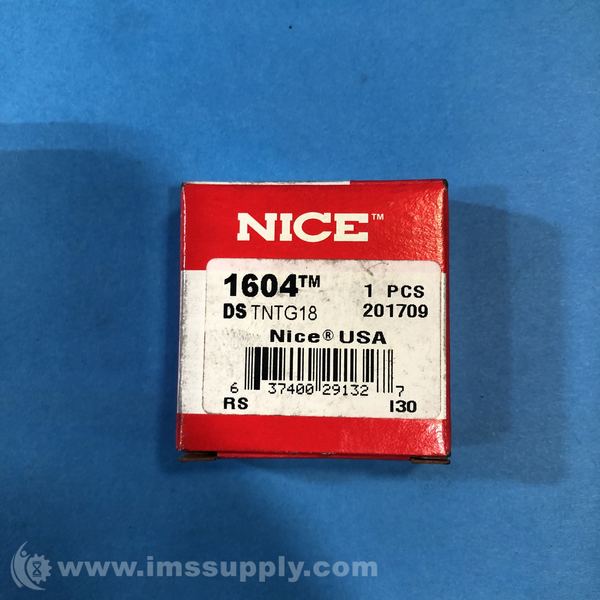 NICE™
1604™ 1 PCS
DS TNTG18 201709
Nice® USA
6 37400 29132 7
RS I30
www.imssupply.com